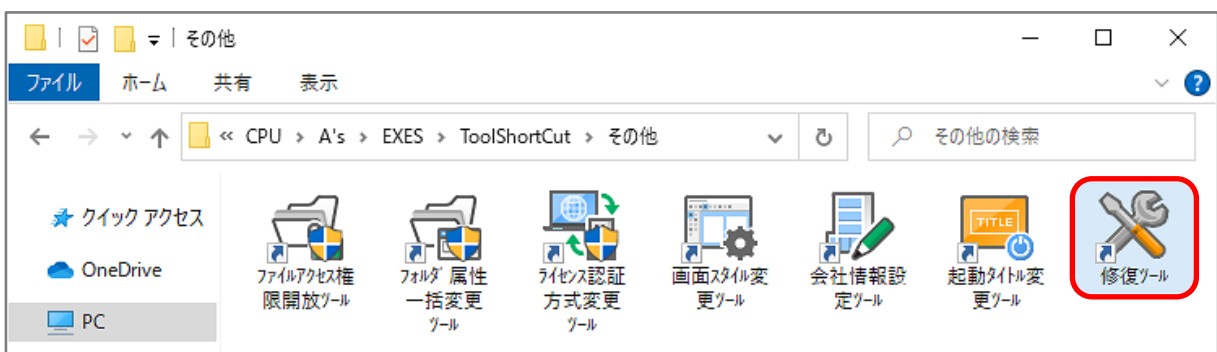 その他
ファイル ホーム 共有 表示
« CPU › A's › EXES › ToolShortCut › その他
その他の検索
クイック アクセス
OneDrive
PC
ﾌｧｲﾙｱｸｾｽ権
限開放ﾂｰﾙ
ﾌｫﾙﾀﾞ属性
一括変更
ﾂｰﾙ
ﾗｲｾﾝｽ認証
方式変更
ﾂｰﾙ
画面ｽﾀｲﾙ変
更ﾂｰﾙ
会社情報設
定ﾂｰﾙ
TITLE
起動ﾀｲﾄﾙ変
更ﾂｰﾙ
修復ﾂｰﾙ